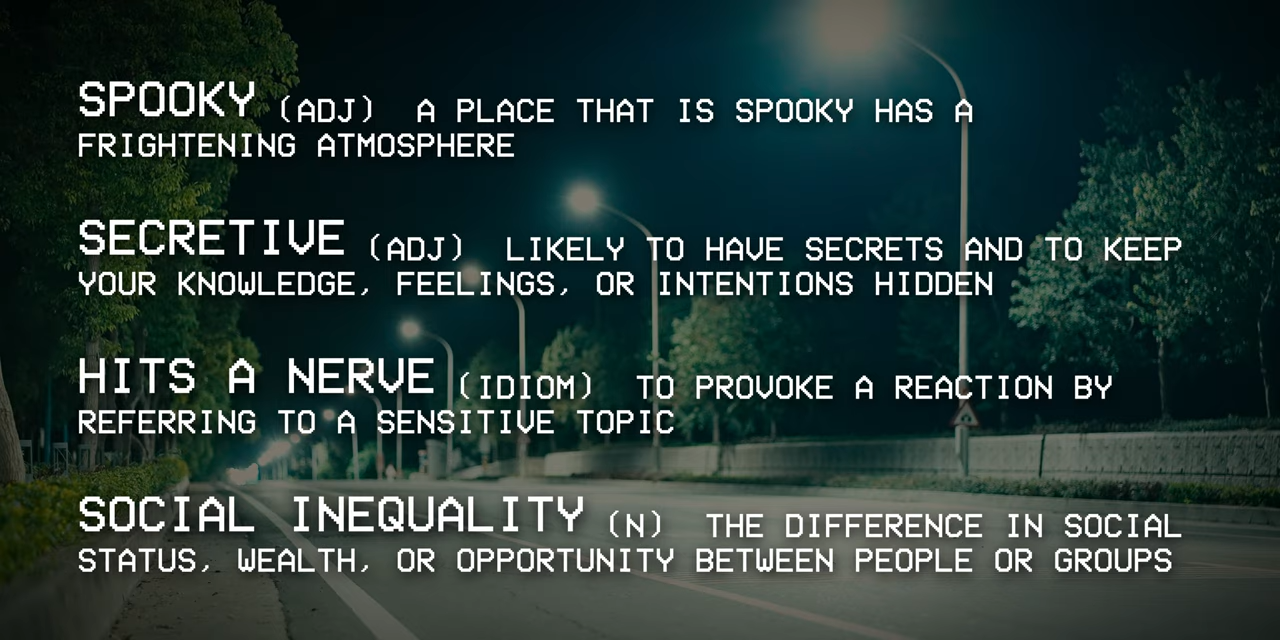 SPOOKY (ADJ) A PLACE THAT IS SPOOKY HAS A
FRIGHTENING ATMOSPHERE
SECRETIVE (ADJ) LIKELY TO HAVE SECRETS AND TO KEEP
YOUR KNOWLEDGE, FEELINGS, OR INTENTIONS HIDDEN
HITS A NERVE (IDIOM) TO PROVOKE A REACTION BY
REFERRING TO A SENSITIVE TOPIC
SOCIAL INEQUALITY (N) THE DIFFERENCE IN SOCIAL
STATUS, WEALTH, OR OPPORTUNITY BETWEEN PEOPLE OR GROUPS